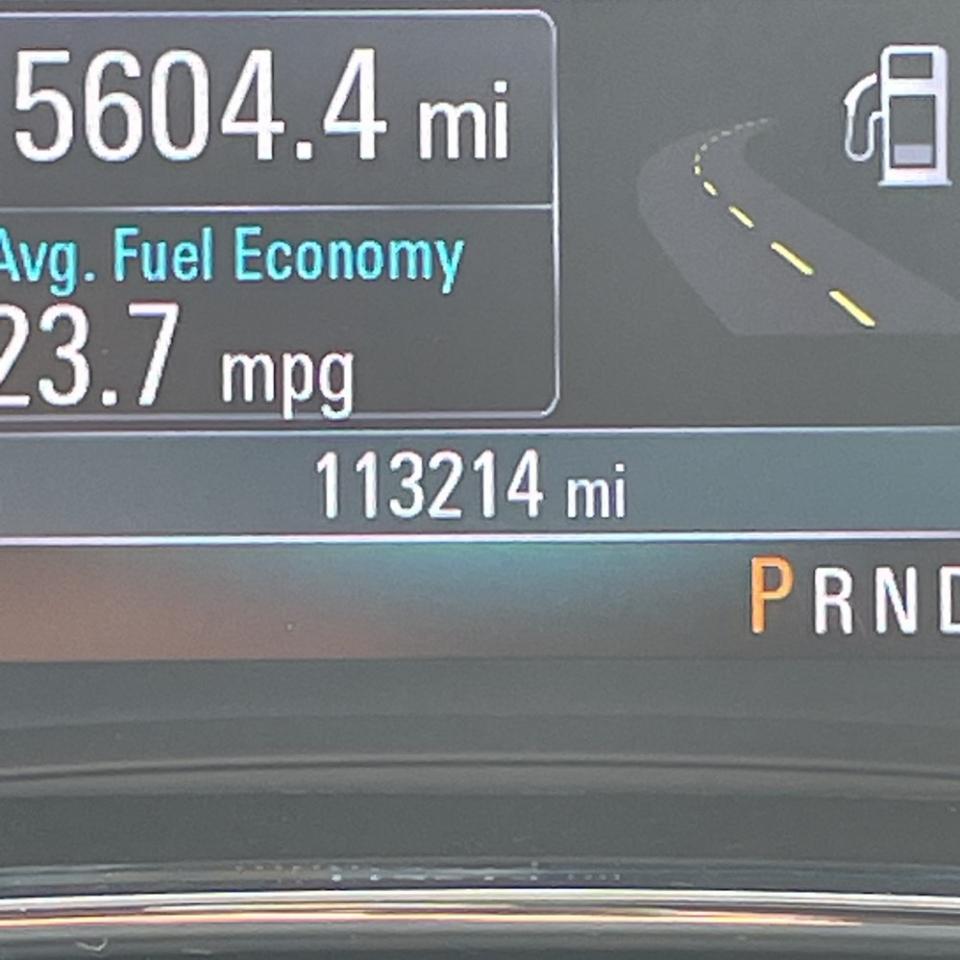 5604.4 mi
Avg. Fuel Economy
23.7 mpg
113214 mi
PRND